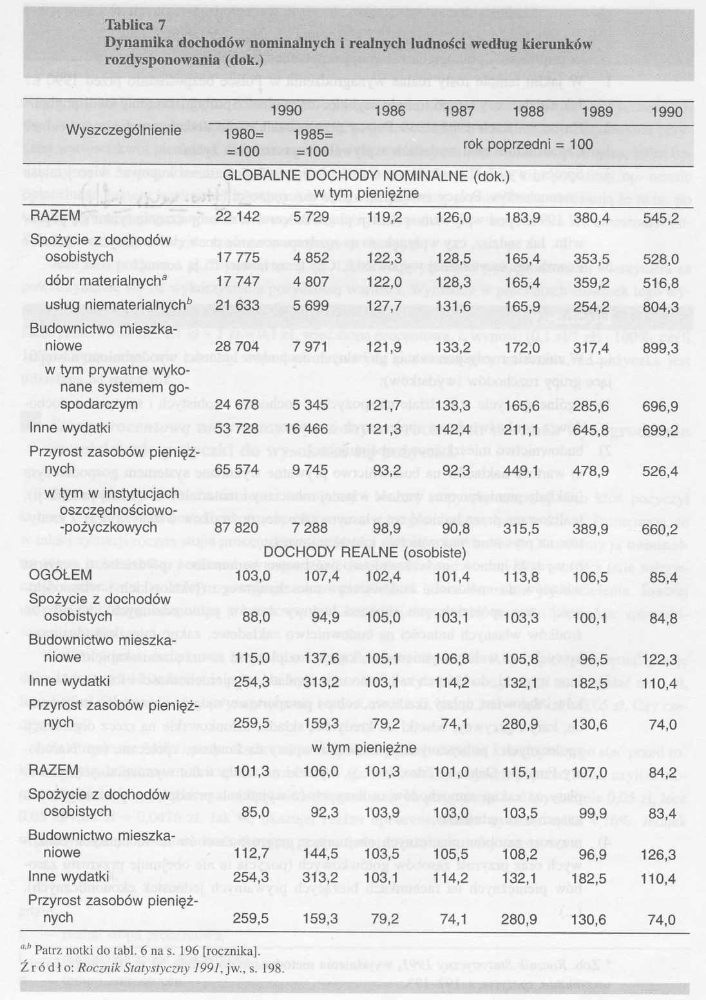 Tablica 7
Dynamika dochodów nominalnych i realnych ludności według kierunków
rozdysponowania (dok.)
Wyszczególnienie 1990 1986 1987 1988 1989 1990
1980= 1985= rok poprzedni = 100
=100 =100
GLOBALNE DOCHODY NOMINALNE (dok.)
w tym pieniężne
RAZEM 22 142 5 729 119,2 126,0 183,9 380,4 545,2
Spożycie z dochodów
osobistych 17 775 4 852 122,3 128,5 165,4 353,5 528,0
dóbr materialnychª 17 747 4 807 122,0 128,3 165,4 359,2 516,8
usług niematerialnychᵇ 21 633 5 699 127,7 131,6 165,9 254,2 804,3
Budownictwo mieszka-
niowe 28 704 7 971 121,9 133,2 172,0 317,4 899,3
w tym prywatne wyko-
nane systemem go-
spodarczym 24 678 5 345 121,7 133,3 165,6 285,6 696,9
Inne wydatki 53 728 16 466 121,2 142,4 211,1 645,8 699,2
Przyrost zasobów pienięż-
nych 65 574 9 745 93,2 92,3 449,1 478,9 526,4
w tym w instytucjach
oszczędnościowo-
-pożyczkowych 87 820 7 288 98,9 90,8 315,5 389,9 660,2
DOCHODY REALNE (osobiste)
OGÓŁEM 103,0 107,4 102,4 101,4 113,8 106,5 85,4
Spożycie z dochodów
osobistych 88,0 94,9 105,0 103,1 103,3 100,1 84,8
Budownictwo mieszka-
niowe 115,0 137,6 105,1 106,8 105,8 96,5 122,3
Inne wydatki 254,3 313,2 103,1 114,2 132,1 182,5 110,4
Przyrost zasobów pienięż-
nych 259,5 159,3 79,2 74,1 280,9 130,6 74,0
w tym pieniężne
RAZEM 101,3 106,0 101,3 101,0 115,1 107,0 84,2
Spożycie z dochodów
osobistych 85,0 92,3 103,9 103,0 103,5 99,9 83,4
Budownictwo mieszka-
niowe 112,7 144,5 103,5 105,5 108,2 96,9 126,3
Inne wydatki 254,3 313,2 103,1 114,2 132,1 182,5 110,4
Przyrost zasobów pienięż-
nych 259,5 159,3 79,2 74,1 280,9 130,6 74,0
a,b Patrz notki do tabl. 6 na s. 196 [rocznika].
Źródło: Rocznik Statystyczny 1991, jw., s. 198.